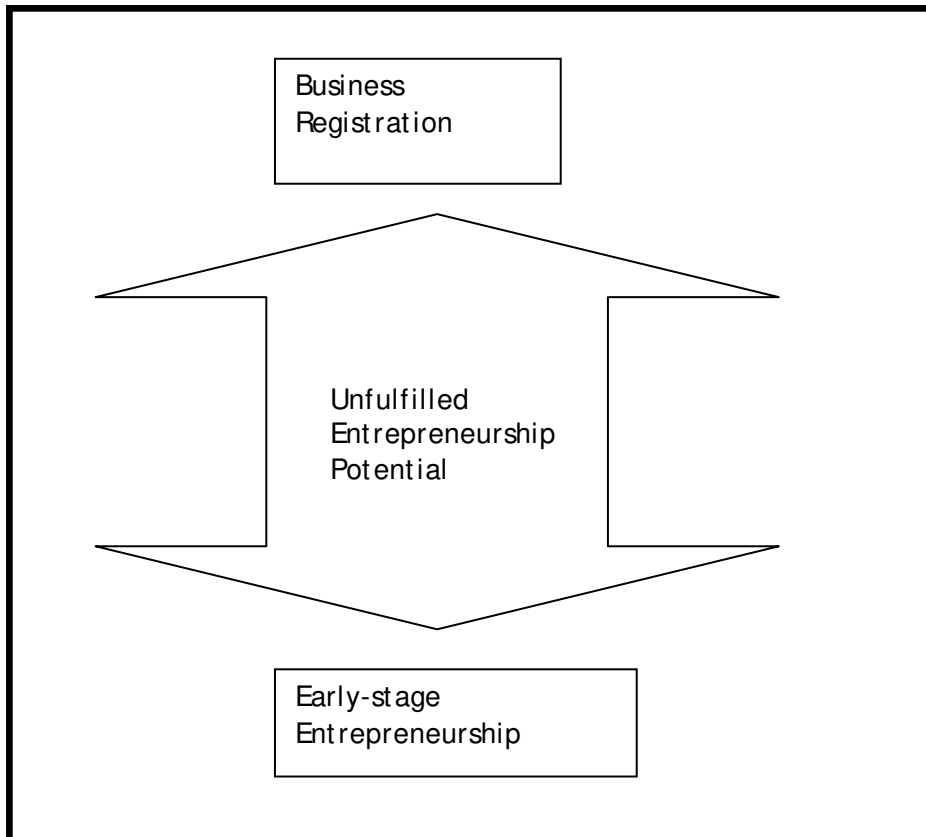 Business
Registration
Unfulfilled
Entrepreneurship
Potential
Early-stage
Entrepreneurship